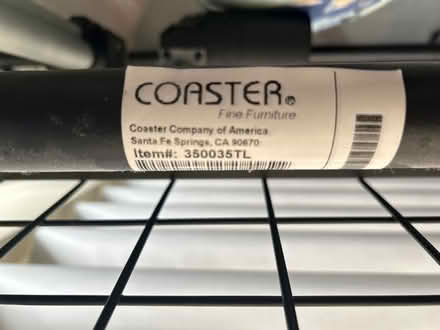 COASTER®
Fine Furniture
Coaster Company of America
Santa Fe Springs, CA 90670
Item#: 350035TL